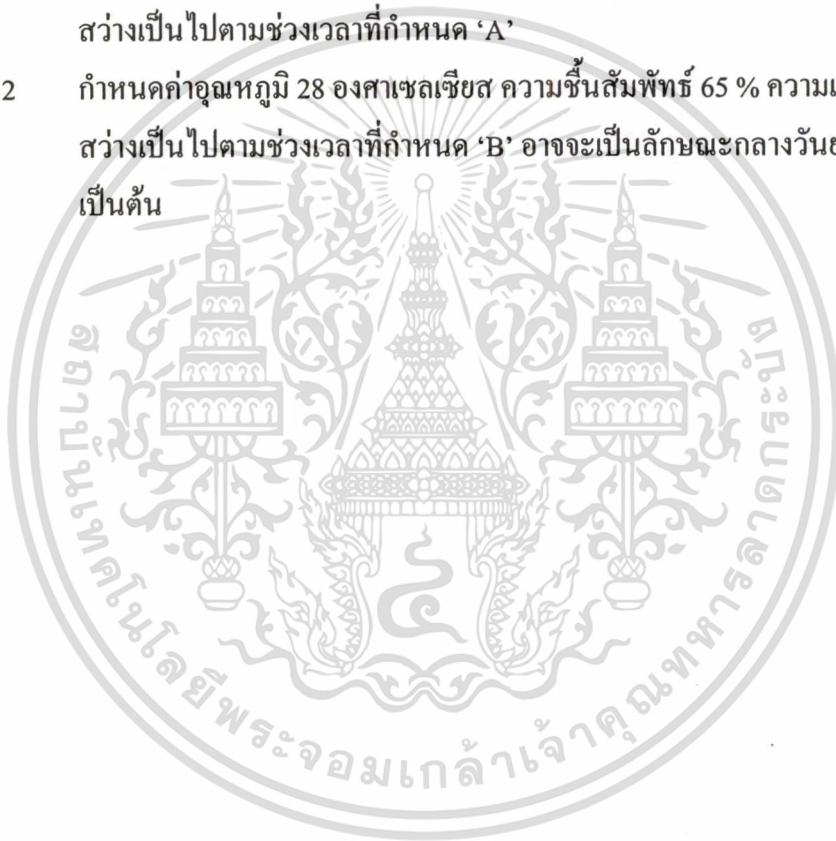 สว่างเป็นไปตามช่วงเวลาที่กำหนด ‘A’
2 กำหนดค่าอุณหภูมิ 28 องศาเซลเซียส ความชื้นสัมพัทธ์ 65 %
สว่างเป็นไปตามช่วงเวลาที่กำหนด ‘B’ อาจจะเป็นลักษณะกลางวัน
เป็นต้น
สถาบันเทคโนโลยีพระจอมเกล้าเจ้าคุณทหารลาดกระบัง
๔